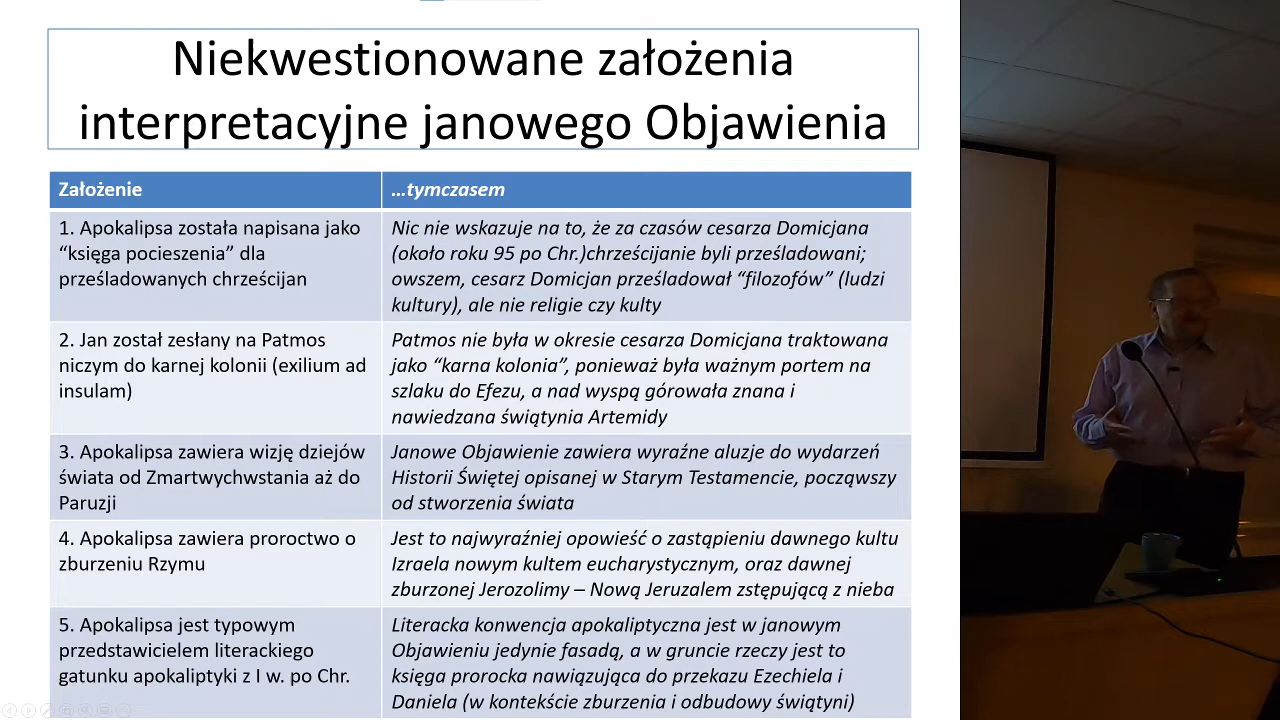 Niekwestionowane założenia
interpretacyjne janowego Objawienia
Założenie
...tymczasem
1. Apokalipsa została napisana jako
“księga pocieszenia” dla
prześladowanych chrześcijan
Nic nie wskazuje na to, że za czasów cesarza Domicjana
(około roku 95 po Chr.)chrześcijanie byli prześladowani;
owszem, cesarz Domicjan prześladował “filozofów” (ludzi
kultury), ale nie religie czy kulty
2. Jan został zesłany na Patmos
niczym do karnej kolonii (exilium ad
insulam)
Patmos nie była w okresie cesarza Domicjana traktowana
jako “karna kolonia”, ponieważ była ważnym portem na
szlaku do Efezu, a nad wyspą górowała znana i
nawiedzana świątynia Artemidy
3. Apokalipsa zawiera wizję dziejów
świata od Zmartwychwstania aż do
Paruzji
Janowe Objawienie zawiera wyraźne aluzje do wydarzeń
Historii Świętej opisanej w Starym Testamencie, począwszy
od stworzenia świata
4. Apokalipsa zawiera proroctwo o
zburzeniu Rzymu
Jest to najwyraźniej opowieść o zastąpieniu dawnego kultu
Izraela nowym kultem eucharystycznym, oraz dawnej
zburzonej Jerozolimy – Nową Jeruzalem zstępującą z nieba
5. Apokalipsa jest typowym
przedstawicielem literackiego
gatunku apokaliptyki z I w. po Chr.
Literacka konwencja apokaliptyczna jest w janowym
Objawieniu jedynie fasadą, a w gruncie rzeczy jest to
księga prorocka nawiązująca do przekazu Ezechiela i
Daniela (w kontekście zburzenia i odbudowy świątyni)